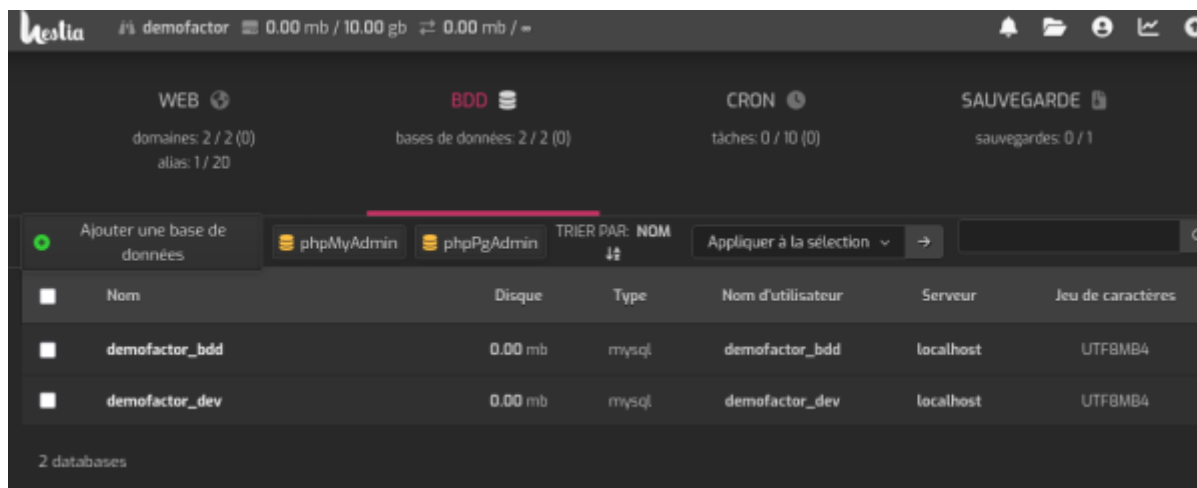 hestia demofactor 0.00 mb / 10.00 gb 0.00 mb / ∞
WEB BDD CRON SAUVEGARDE
domaines: 2 / 2 (0) bases de données: 2 / 2 (0) tâches: 0 / 10 (0) sauvegardes: 0 / 1
alias: 1 / 20
Ajouter une base de données phpMyAdmin phpPgAdmin TRIER PAR: NOM Appliquer à la sélection
Nom Disque Type Nom d'utilisateur Serveur Jeu de caractères
demofactor_bdd 0.00 mb mysql demofactor_bdd localhost UTF8MB4
demofactor_dev 0.00 mb mysql demofactor_dev localhost UTF8MB4
2 databases